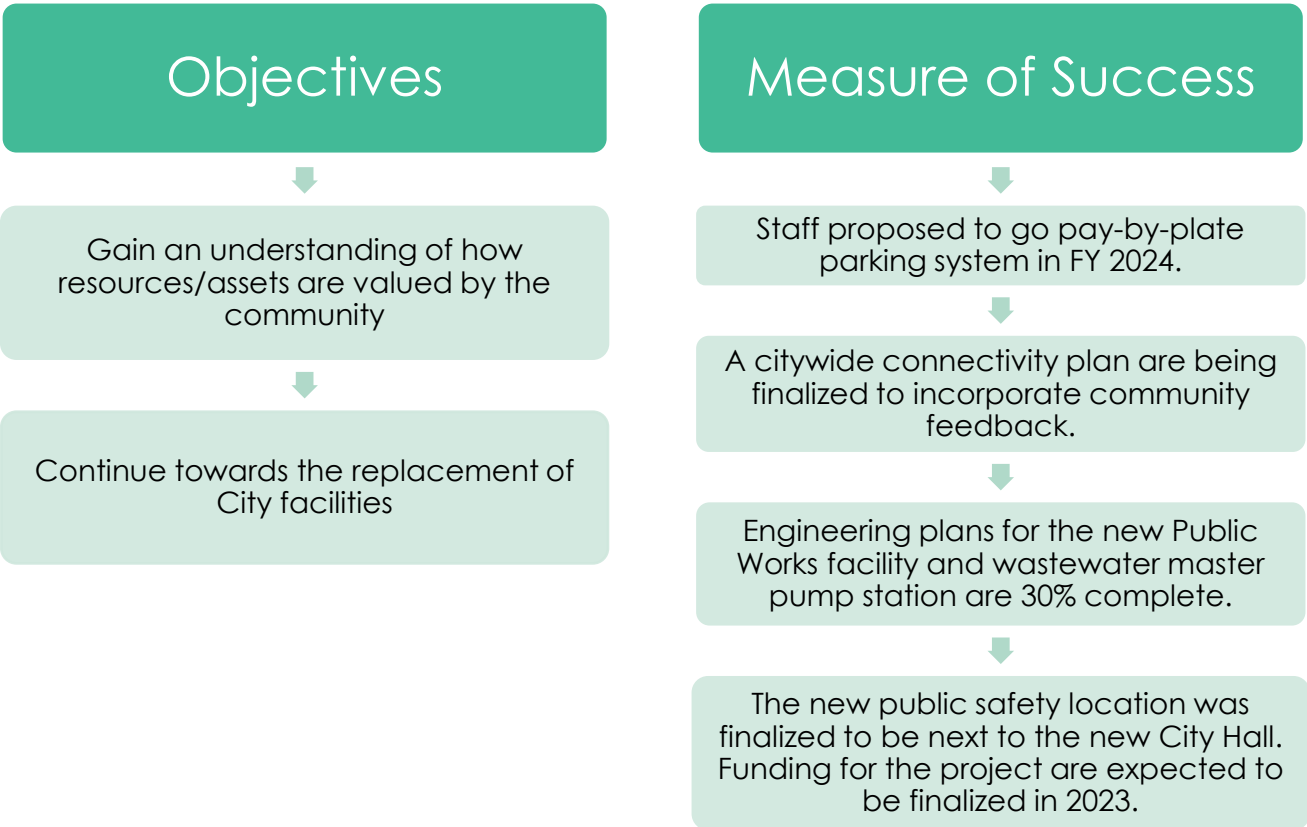 Objectives
Gain an understanding of how
resources/assets are valued by the
community
Continue towards the replacement of
City facilities
Measure of Success
Staff proposed to go pay-by-plate
parking system in FY 2024.
A citywide connectivity plan are being
finalized to incorporate community
feedback.
Engineering plans for the new Public
Works facility and wastewater master
pump station are 30% complete.
The new public safety location was
finalized to be next to the new City Hall.
Funding for the project are expected to
be finalized in 2023.